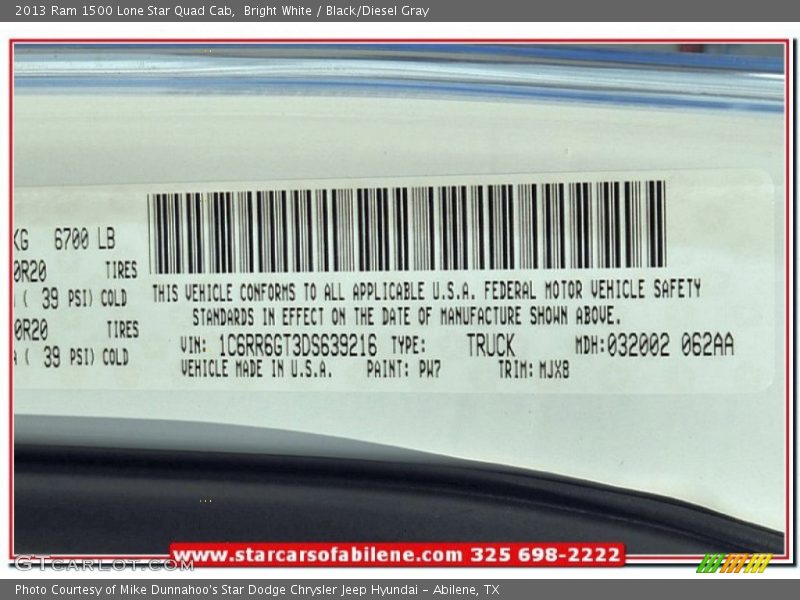 2013 Ram 1500 Lone Star Quad Cab,  Bright White / Black/Diesel Gray
KG 6700 LB
0R20 TIRES
( 39 PSI) COLD
0R20 TIRES
( 39 PSI) COLD
THIS VEHICLE CONFORMS TO ALL APPLICABLE U.S.A. FEDERAL MOTOR VEHICLE SAFETY
STANDARDS IN EFFECT ON THE DATE OF MANUFACTURE SHOWN ABOVE.
VIN: 1C6RR6GT3DS639216 TYPE: TRUCK MDH:032002 062AA
VEHICLE MADE IN U.S.A. PAINT: PW7 TRIM: MJX8
www.starcarsofabilene.com 325 698-2222
GTCarLot.com
Photo Courtesy of Mike Dunnahoo's Star Dodge Chrysler Jeep Hyundai - Abilene, TX